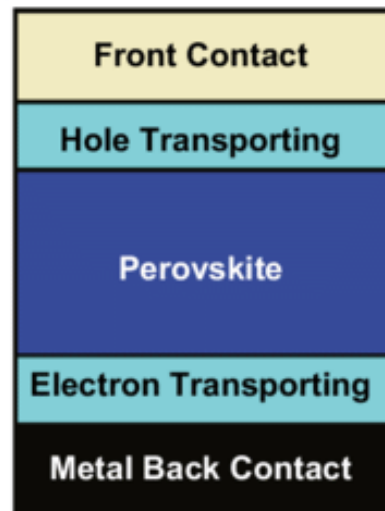 Front Contact
Hole Transporting
Perovskite
Electron Transporting
Metal Back Contact